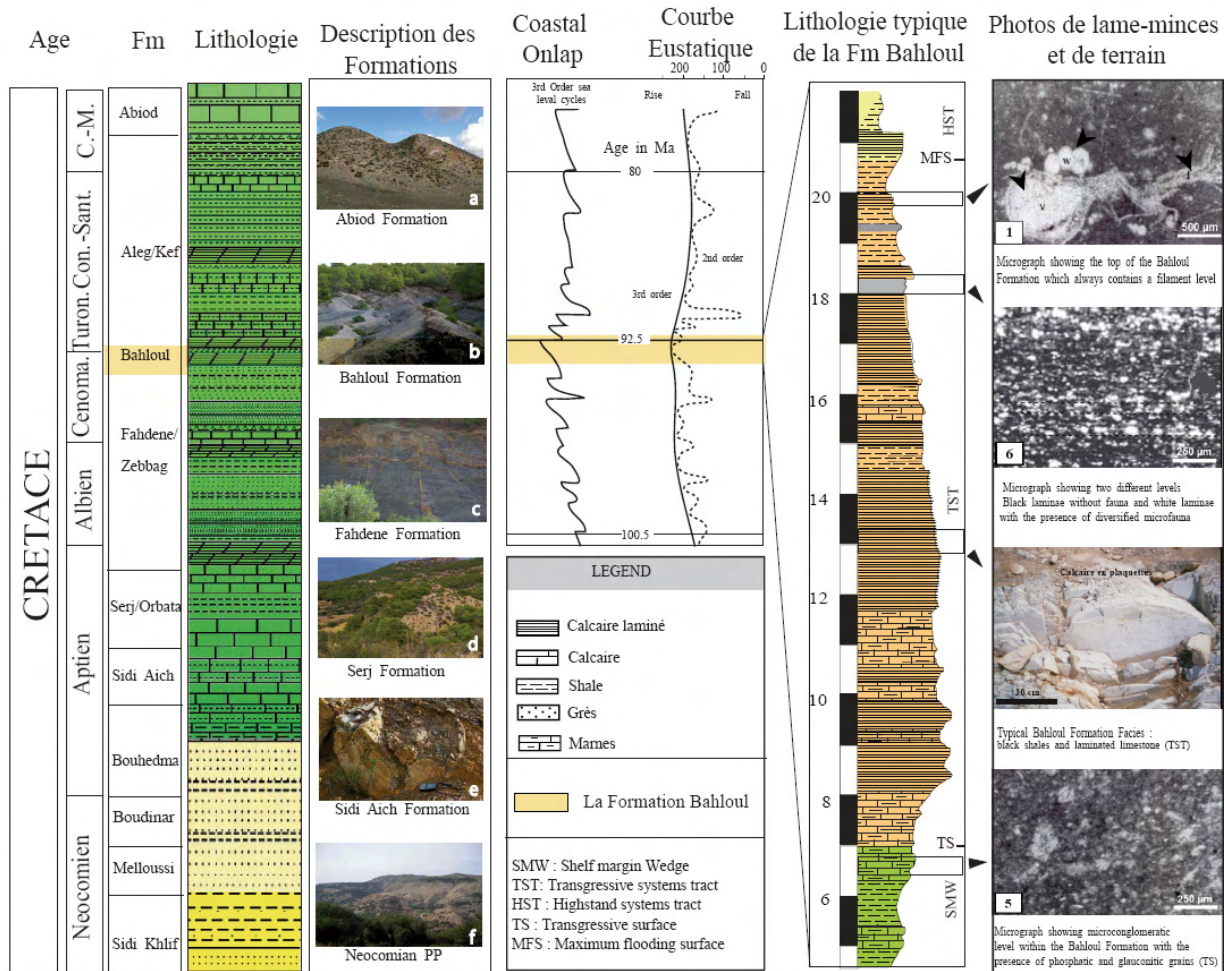 Age
Fm
Lithologie
Description des
Formations
Coastal
Onlap
Courbe
Eustatique
200 100 0
Lithologie typique
de la Fm Bahloul
Photos de lame-minces
et de terrain
CRETACE
C.-M.
Con.-Sant.
Turon.
Cenoma.
Albien
Aptien
Neocomien
Abiod
Aleg/Kef
Bahloul
Fahdene/
Zebbag
Serj/Orbata
Sidi Aich
Bouhedma
Boudinar
Melloussi
Sidi Khlif
a
Abiod Formation
b
Bahloul Formation
c
Fahdene Formation
d
Serj Formation
e
Sidi Aich Formation
f
Neocomian PP
3rd Order sea
leval cycles
Rise
Fall
Age in Ma
80
2nd order
3rd order
92.5
100.5
LEGEND
Calcaire laminé
Calcaire
Shale
Grès
Marnes
La Formation Bahloul
SMW : Shelf margin Wedge
TST: Transgressive systems tract
HST : Highstand systems tract
TS : Transgressive surface
MFS : Maximum flooding surface
HST
MFS
20
18
16
TST
14
12
10
8
TS
6
SMW
W
V
1
500 µm
Micrograph showing the top of the Bahloul
Formation which always contains a filament level
6
250 µm
Micrograph showing two different levels
Black laminae without fauna and white laminae
with the presence of diversified microfauna
Calcaire en plaquettes
30 cm
Typical Bahloul Formation Facies :
black shales and laminated limestone (TST)
5
250 µm
Micrograph showing microconglomeratic
level within the Bahloul Formation with the
presence of phosphatic and glauconitic grains (TS)